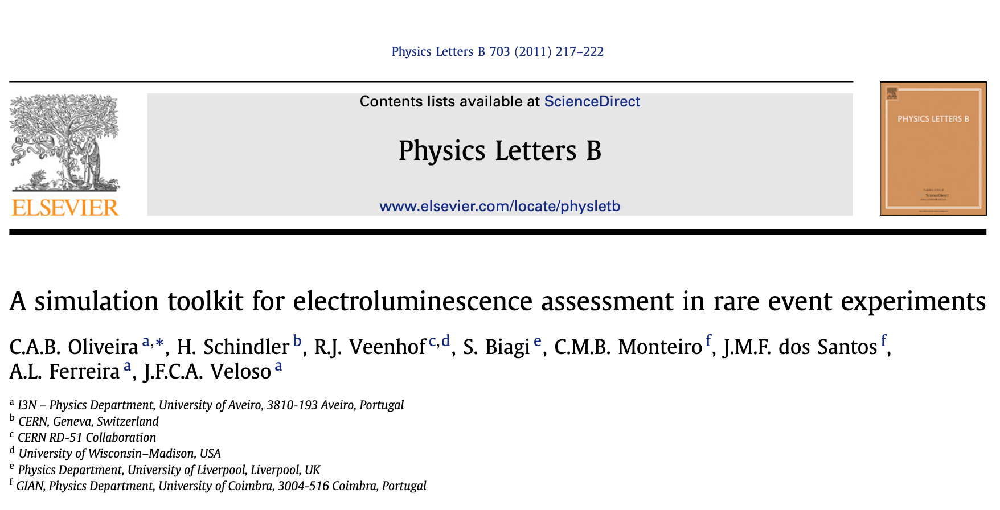 Physics Letters B 703 (2011) 217–222
Contents lists available at ScienceDirect
Physics Letters B
www.elsevier.com/locate/physletb
NON SOLUS
ELSEVIER
PHYSICS LETTERS B
ScienceDirect
A simulation toolkit for electroluminescence assessment in rare event experiments
C.A.B. Oliveira a,∗, H. Schindler b, R.J. Veenhof c,d, S. Biagi e, C.M.B. Monteiro f, J.M.F. dos Santos f,
A.L. Ferreira a, J.F.C.A. Veloso a
a I3N – Physics Department, University of Aveiro, 3810-193 Aveiro, Portugal
b CERN, Geneva, Switzerland
c CERN RD-51 Collaboration
d University of Wisconsin–Madison, USA
e Physics Department, University of Liverpool, Liverpool, UK
f GIAN, Physics Department, University of Coimbra, 3004-516 Coimbra, Portugal